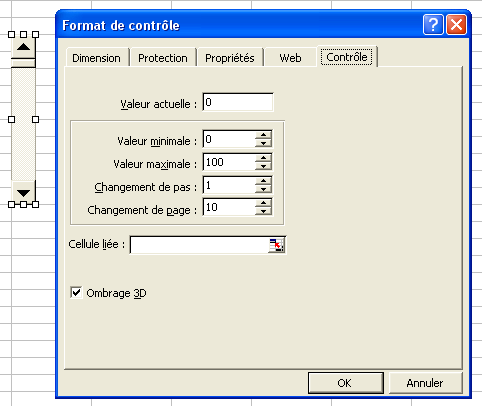 Format de contrôle
Dimension Protection Propriétés Web Contrôle
Valeur actuelle : 0
Valeur minimale : 0
Valeur maximale : 100
Changement de pas : 1
Changement de page : 10
Cellule liée :
Ombrage 3D
OK Annuler